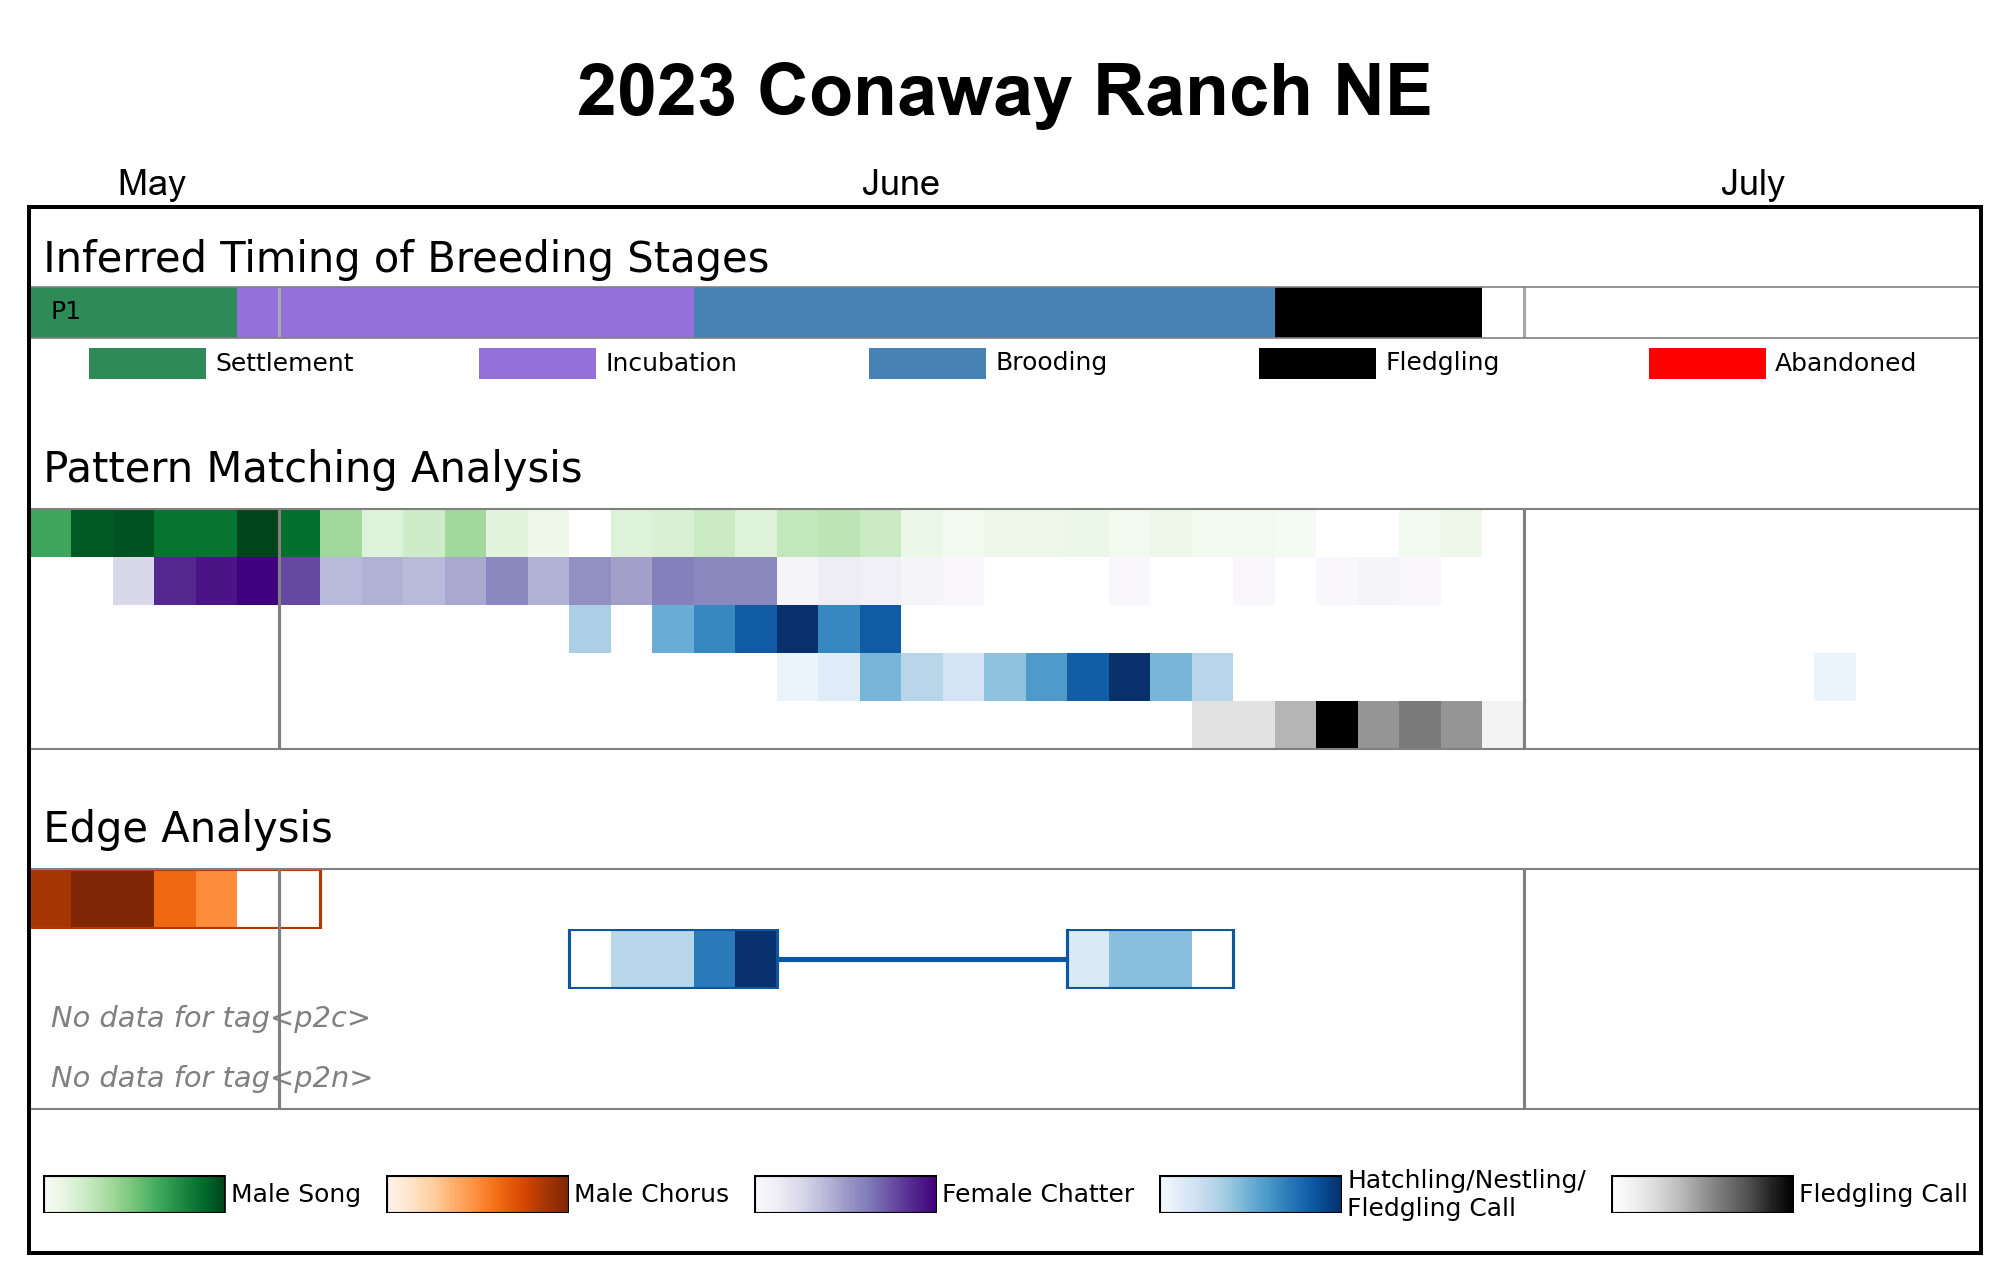 2023 Conaway Ranch NE
May June July
Inferred Timing of Breeding Stages
P1
Settlement Incubation Brooding Fledgling Abandoned
Pattern Matching Analysis
Edge Analysis
No data for tag<p2c>
No data for tag<p2n>
Male Song Male Chorus Female Chatter Hatchling/Nestling/
Fledgling Call Fledgling Call